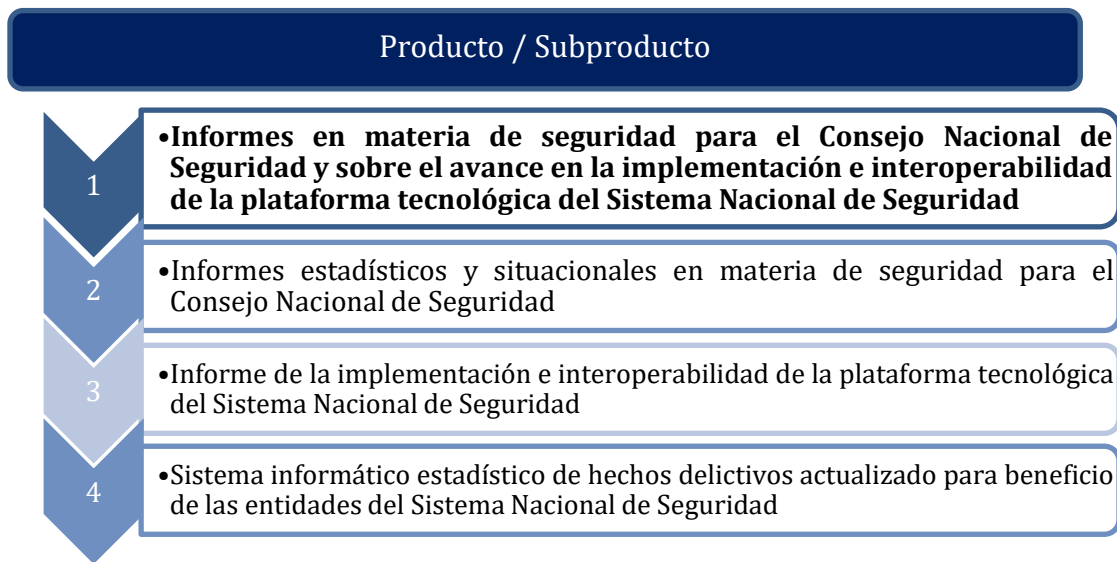 Producto / Subproducto
1
•Informes en materia de seguridad para el Consejo Nacional de
Seguridad y sobre el avance en la implementación e interoperabilidad
de la plataforma tecnológica del Sistema Nacional de Seguridad
2
•Informes estadísticos y situacionales en materia de seguridad para el
Consejo Nacional de Seguridad
3
•Informe de la implementación e interoperabilidad de la plataforma tecnológica
del Sistema Nacional de Seguridad
4
•Sistema informático estadístico de hechos delictivos actualizado para beneficio
de las entidades del Sistema Nacional de Seguridad